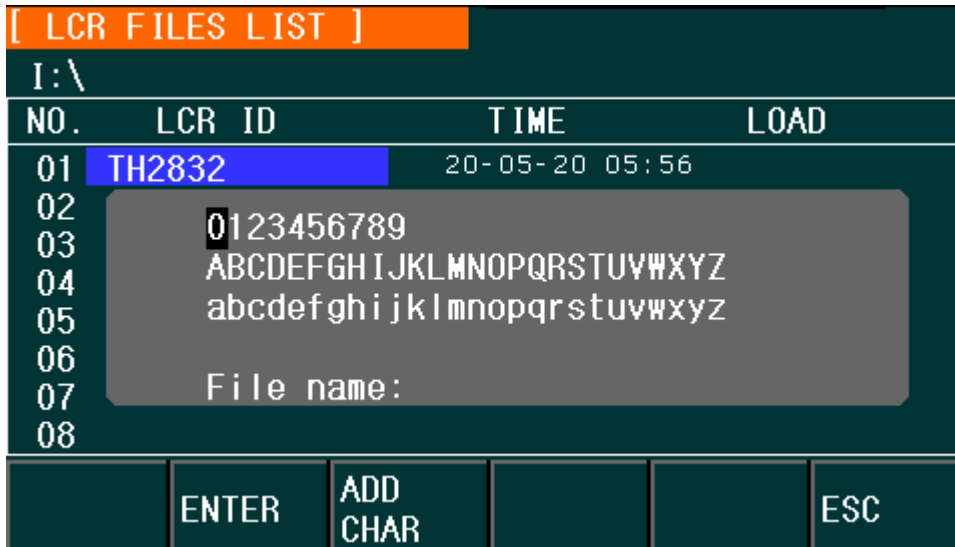 [ LCR FILES LIST ]
I:\
NO. LCR ID TIME LOAD
01 TH2832 20-05-20 05:56
02
0123456789
03
ABCDEFGHIJKLMNOPQRSTUVWXYZ
04
abcdefghijklmnopqrstuvwxyz
05
06
File name:
07
08
ENTER ADD CHAR ESC